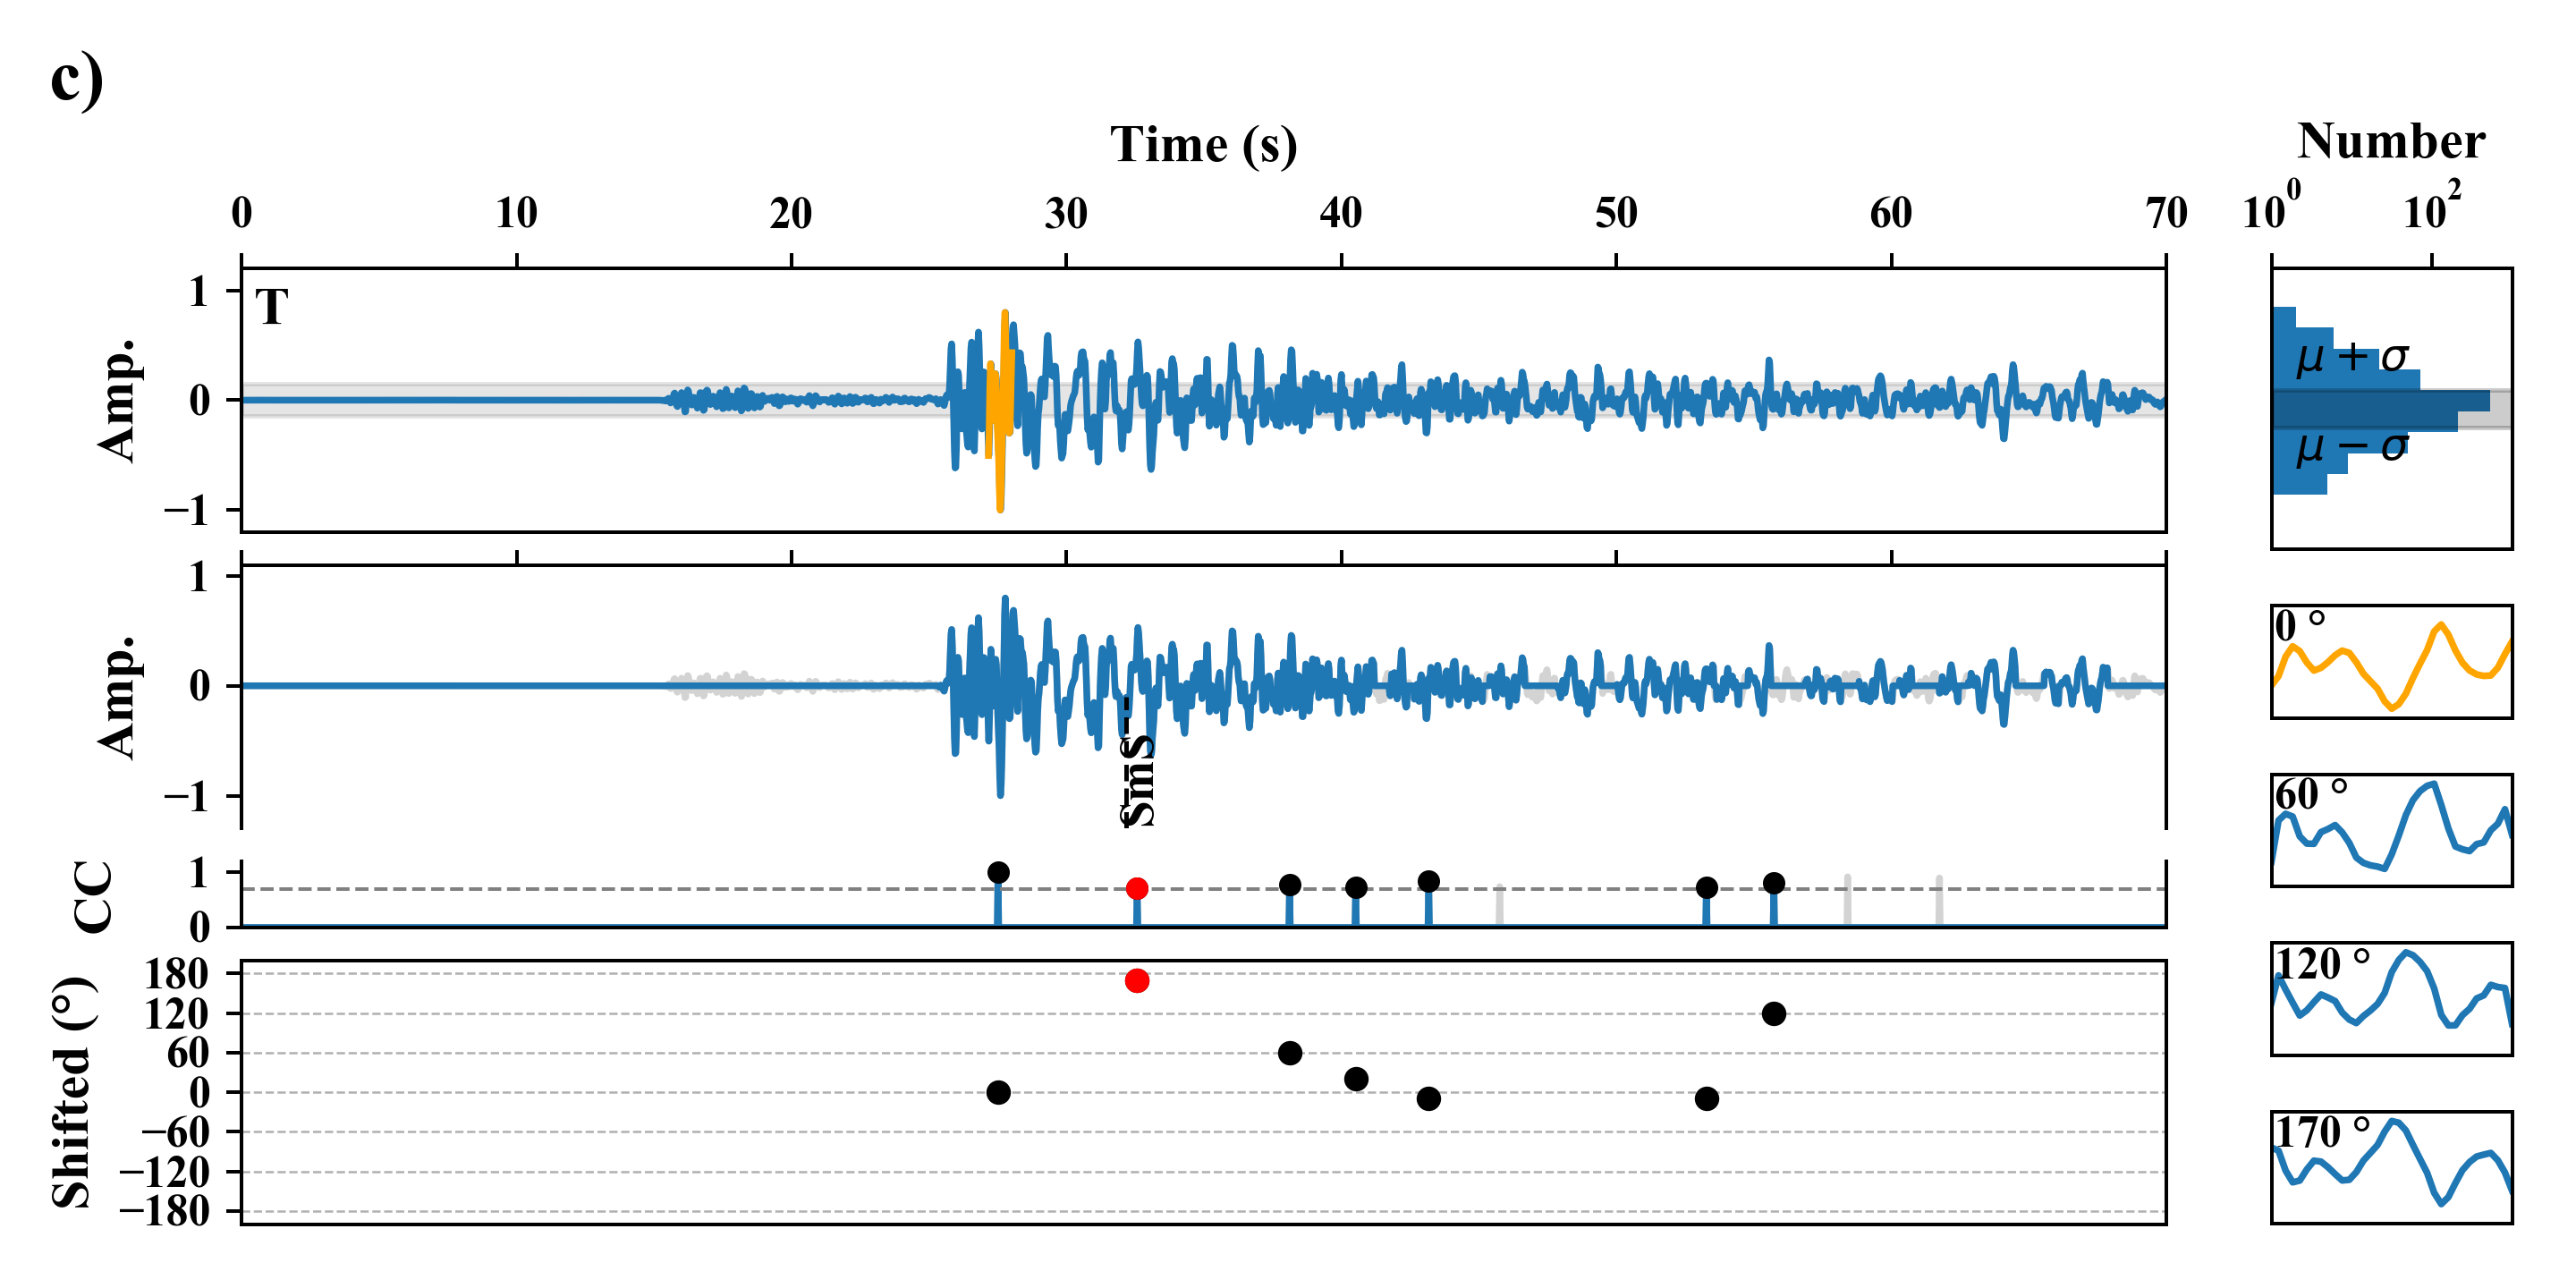 c)
Time (s)
Number
0 10 20 30 40 50 60 70
10^0 10^2
T
Amp.
1
0
−1
μ + σ
μ − σ
Amp.
1
0
−1
SmS
0 °
60 °
CC
1
0
120 °
Shifted (°)
180
120
60
0
−60
−120
−180
170 °